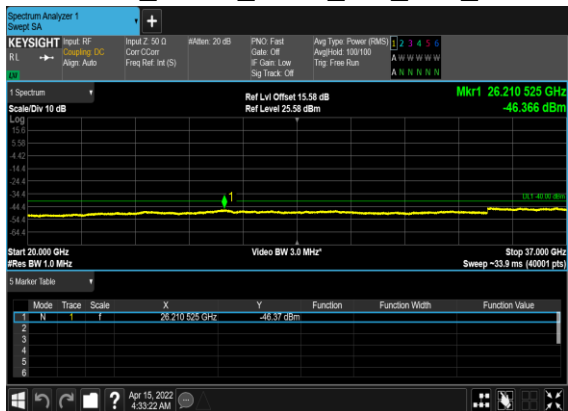 Spectrum Analyzer 1
Swept SA
+
KEYSIGHT Input: RF Input Z: 50 Ω #Atten: 20 dB PNO: Fast Avg Type: Power (RMS) 1 2 3 4 5 6
RL Coupling: DC Corr CCorr Gate: Off Avg|Hold: 100/100 A W W W W W
Align: Auto Freq Ref: Int (S) IF Gain: Low Trig: Free Run A N N N N N
Sig Track: Off
1 Spectrum Ref Lvl Offset 15.58 dB Mkr1 26.210 525 GHz
Scale/Div 10 dB Ref Level 25.58 dBm -46.366 dBm
Log
15.6
5.58
-4.42
-14.4
-24.4
-34.4 1 DL1 -40.00 dBm
-44.4
-54.4
-64.4
Start 20.000 GHz Video BW 3.0 MHz* Stop 37.000 GHz
#Res BW 1.0 MHz Sweep ~33.9 ms (40001 pts)
5 Marker Table
Mode Trace Scale X Y Function Function Width Function Value
1 N 1 f 26.210 525 GHz -46.37 dBm
2
3
4
5
6
? Apr 15, 2022
4:33:22 AM